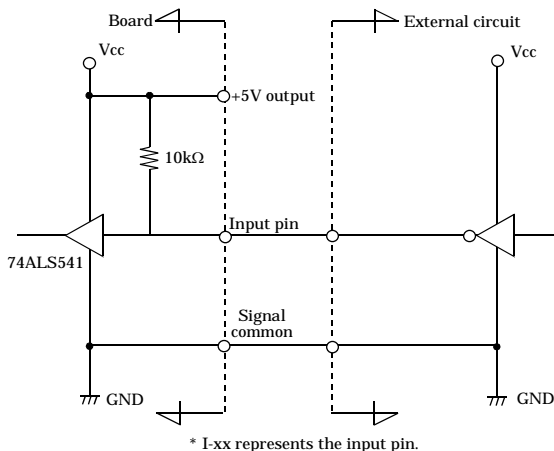 Board
External circuit
Vcc
Vcc
+5V output
10kΩ
Input pin
74ALS541
Signal
common
GND
GND
* I-xx represents the input pin.